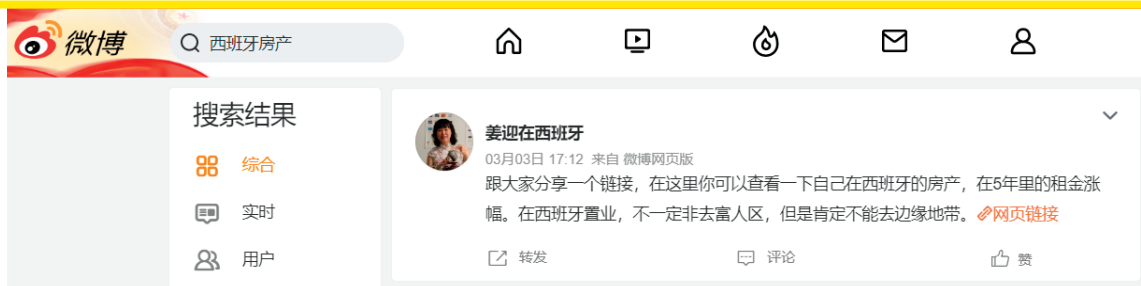 微博
西班牙房产
搜索结果
综合
实时
用户
姜迎在西班牙
03月03日 17:12 来自 微博网页版
跟大家分享一个链接，在这里你可以查看一下自己在西班牙的房产，在5年里的租金涨
幅。在西班牙置业，不一定非去富人区，但是肯定不能去边缘地带。网页链接
转发 评论 赞